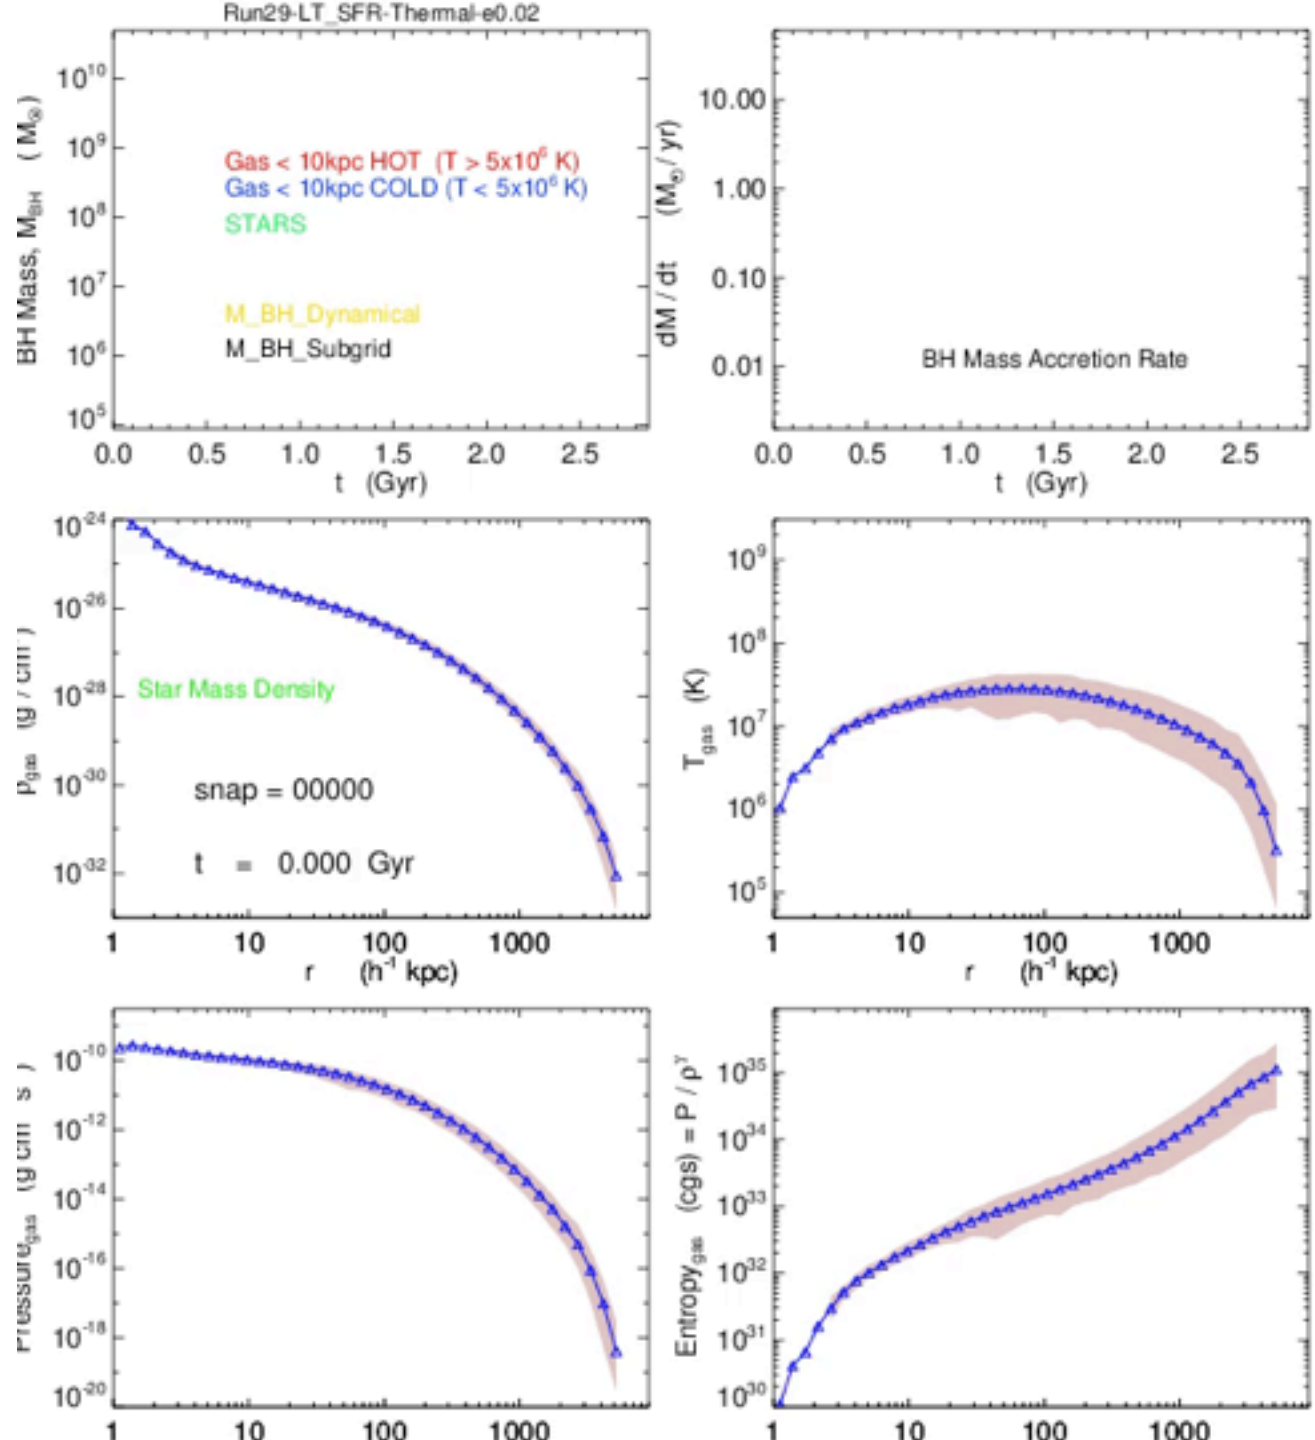 Run29-LT_SFR-Thermal-e0.02
BH Mass, M_BH (M⊙)
10^10
10^9
10^8
10^7
10^6
10^5
Gas < 10kpc HOT (T > 5x10^6 K)
Gas < 10kpc COLD (T < 5x10^6 K)
STARS
M_BH_Dynamical
M_BH_Subgrid
0.0 0.5 1.0 1.5 2.0 2.5
t (Gyr)
dM / dt (M⊙ / yr)
10.00
1.00
0.10
0.01
BH Mass Accretion Rate
0.0 0.5 1.0 1.5 2.0 2.5
t (Gyr)
ρ_gas (g / cm
10^-24
10^-26
10^-28
10^-30
10^-32
Star Mass Density
snap = 00000
t = 0.000 Gyr
1 10 100 1000
r (h^-1 kpc)
T_gas (K)
10^9
10^8
10^7
10^6
10^5
1 10 100 1000
r (h^-1 kpc)
Pressure_gas (g cm s )
10^-10
10^-12
10^-14
10^-16
10^-18
10^-20
1 10 100 1000
Entropy_gas (cgs) = P / ρ^γ
10^35
10^34
10^33
10^32
10^31
10^30
1 10 100 1000